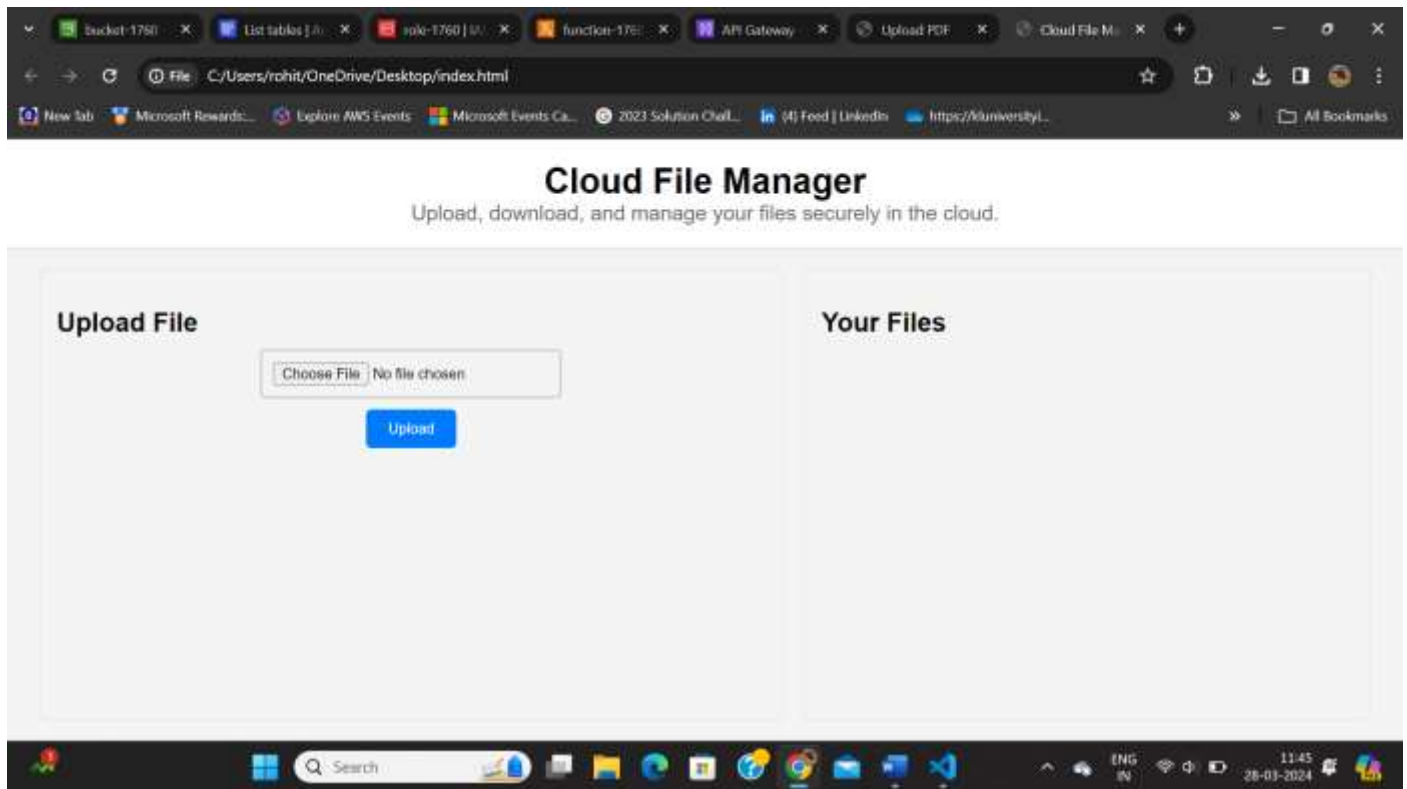 bucket-1760
List tables | A
role-1760 |
function-176
API Gateway
Upload PDF
Cloud File M
File C:/Users/rohit/OneDrive/Desktop/index.html
New Tab Microsoft Rewards:... Explore AWS Events Microsoft Events Ca... 2023 Solution Chall... (4) Feed | LinkedIn All Bookmarks
Cloud File Manager
Upload, download, and manage your files securely in the cloud.
Upload File
Choose File No file chosen
Upload
Your Files
Search
ENG
IN
11:45
28-03-2024